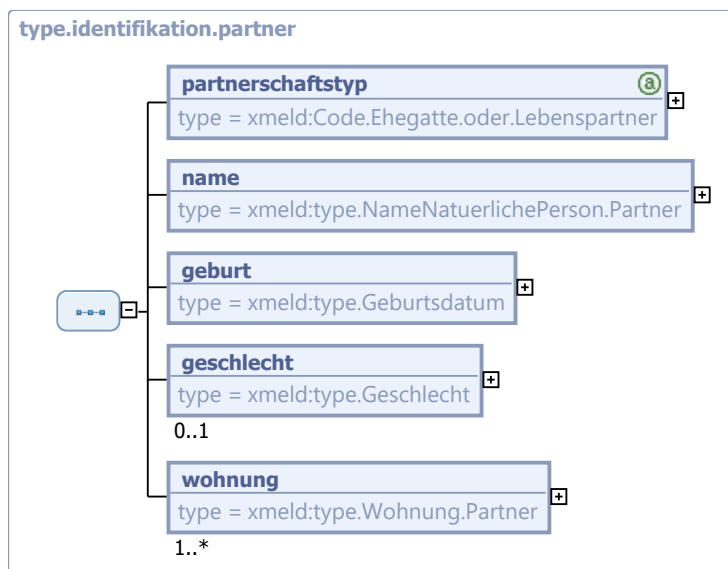 type.identifikation.partner
partnerschaftstyp
a
type = xmeld:Code.Ehegatte.oder.Lebenspartner
name
type = xmeld:type.NameNatuerlichePerson.Partner
geburt
type = xmeld:type.Geburtsdatum
geschlecht
type = xmeld:type.Geschlecht
0..1
wohnung
type = xmeld:type.Wohnung.Partner
1..*